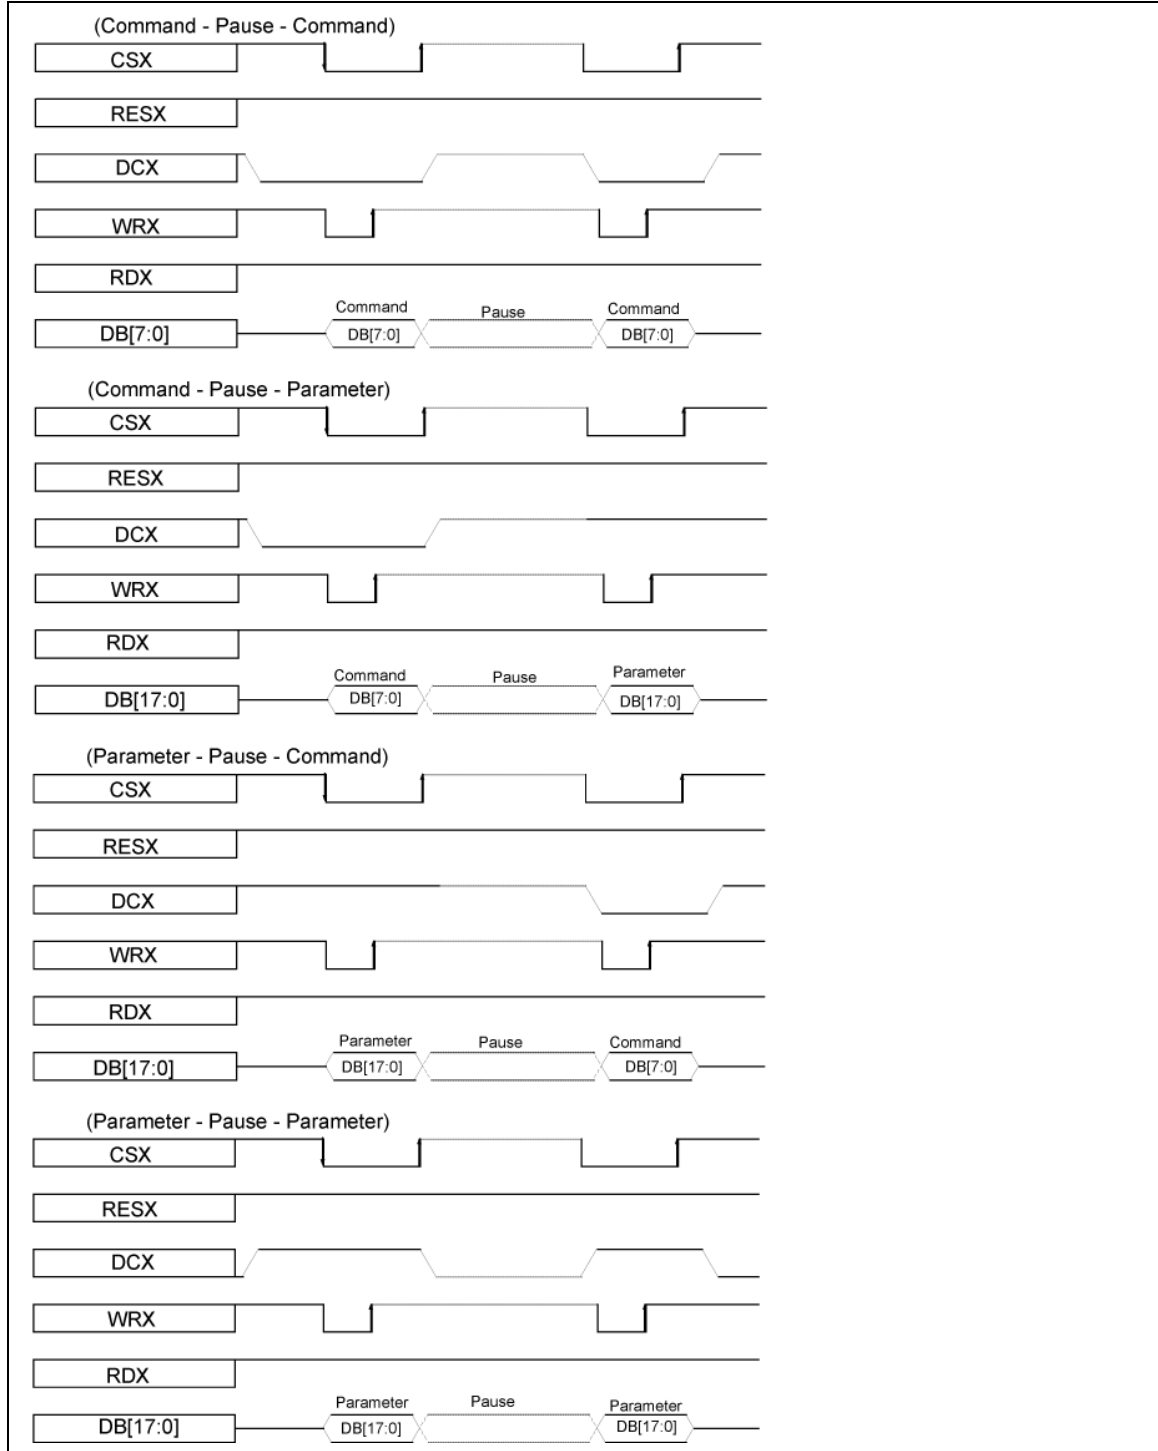 (Command - Pause - Command)
CSX
RESX
DCX
WRX
RDX
Command Pause Command
DB[7:0] DB[7:0] DB[7:0]
(Command - Pause - Parameter)
CSX
RESX
DCX
WRX
RDX
Command Pause Parameter
DB[17:0] DB[7:0] DB[17:0]
(Parameter - Pause - Command)
CSX
RESX
DCX
WRX
RDX
Parameter Pause Command
DB[17:0] DB[17:0] DB[7:0]
(Parameter - Pause - Parameter)
CSX
RESX
DCX
WRX
RDX
Parameter Pause Parameter
DB[17:0] DB[17:0] DB[17:0]